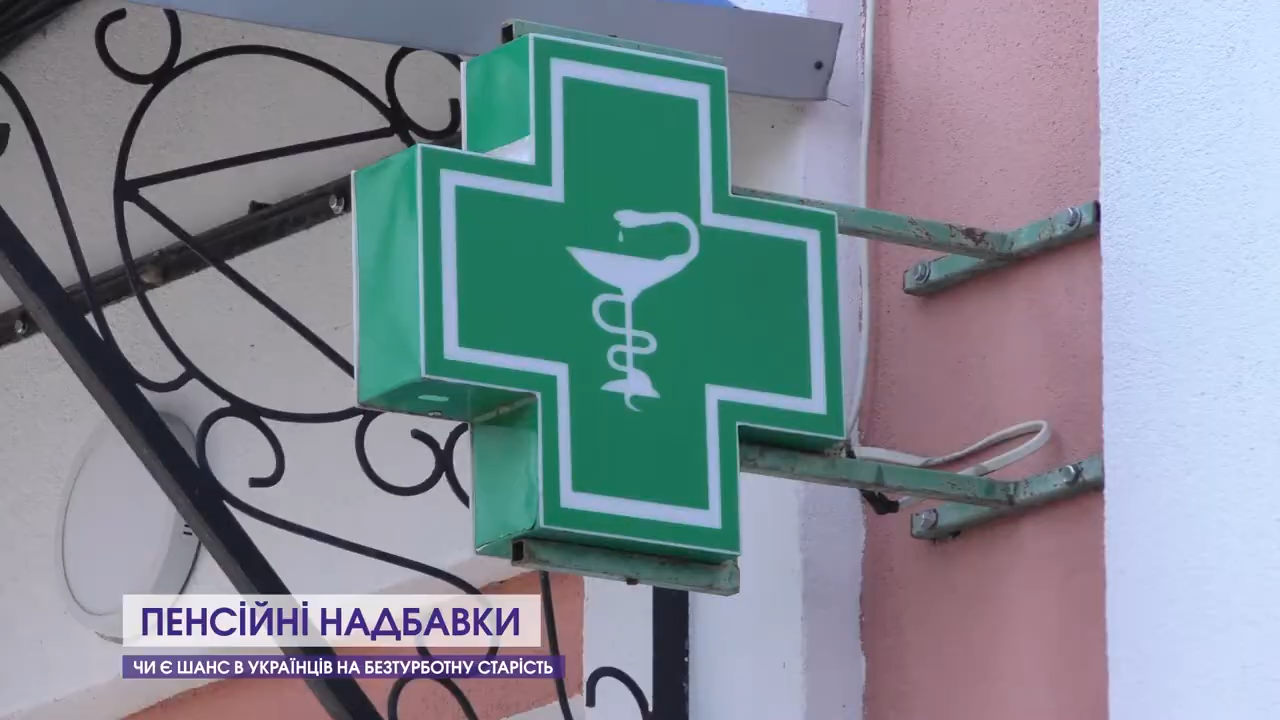 ПЕНСІЙНІ НАДБАВКИ
ЧИ Є ШАНС В УКРАЇНЦІВ НА БЕЗТУРБОТНУ СТАРІСТЬ